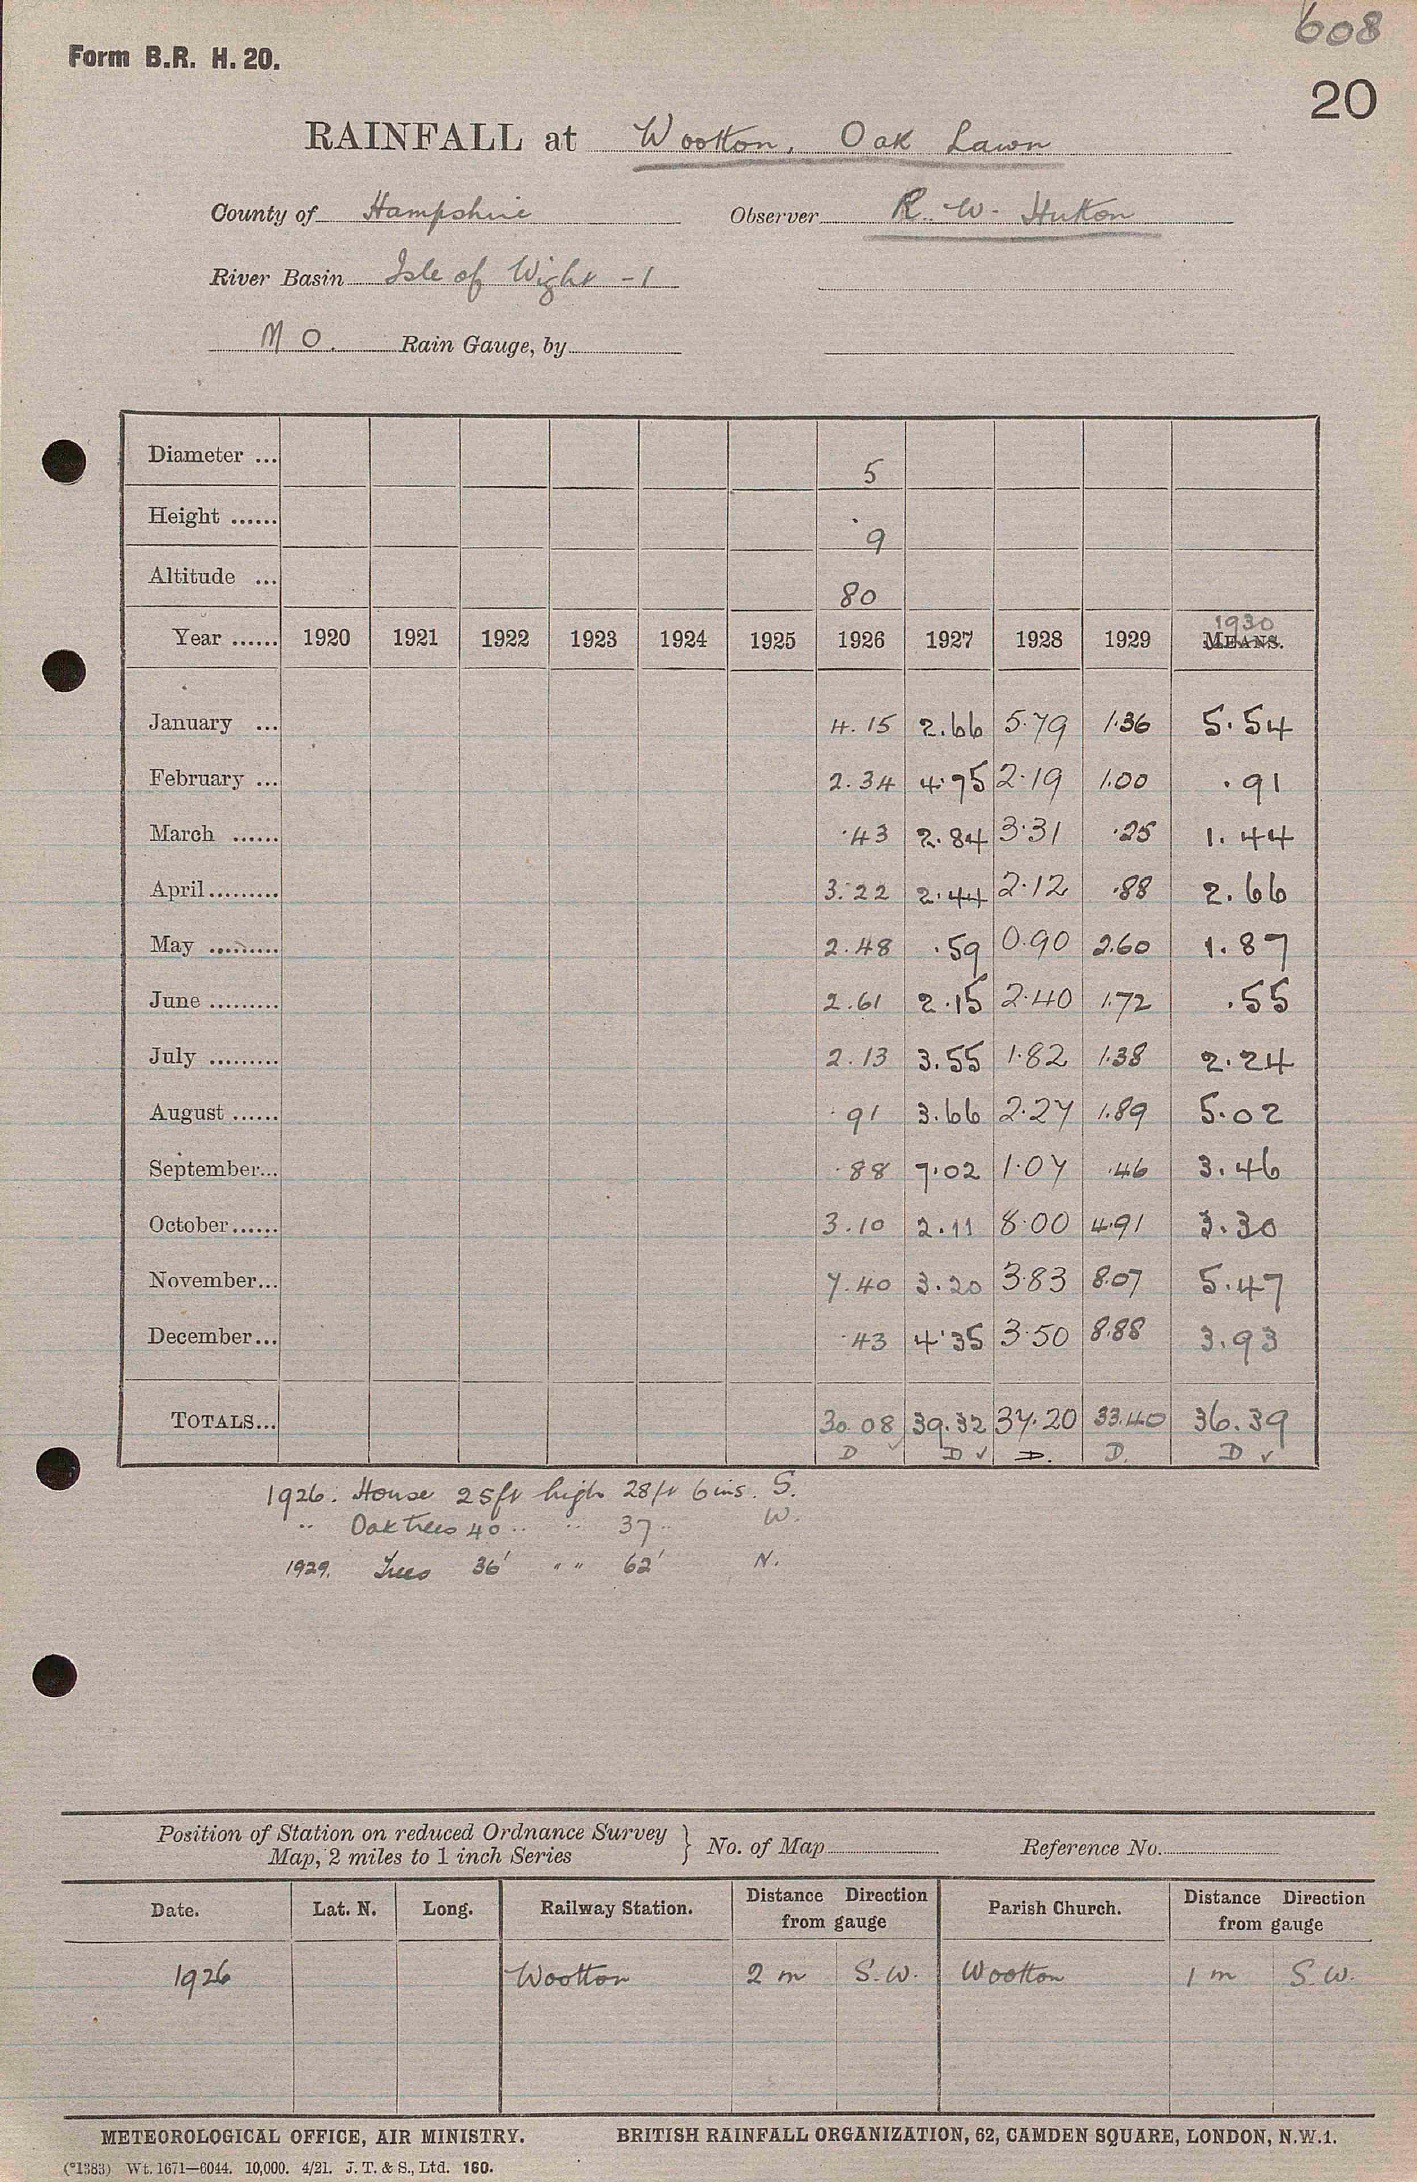 608
Form B.R. H. 20.
20
RAINFALL at Wootton, Oak Lawn
County of Hampshire Observer R. W. Hutton
River Basin Isle of Wight - 1
M O. Rain Gauge, by
Diameter ... 5
Height ...... 9
Altitude ... 80
Year ...... 1920 1921 1922 1923 1924 1925 1926 1927 1928 1929 1930 MEANS.
January ... 4.15 2.66 5.79 1.36 5.54
February ... 2.34 4.75 2.19 1.00 .91
March ...... .43 2.84 3.31 .25 1.44
April ......... 3.22 2.44 2.12 .88 2.66
May ......... 2.48 .59 0.90 2.60 1.87
June ......... 2.61 2.15 2.40 1.72 .55
July ......... 2.13 3.55 1.82 1.38 2.24
August ...... .91 3.66 2.27 1.89 5.02
September... .88 7.02 1.07 .46 3.46
October ...... 3.10 2.11 8.00 4.91 3.30
November... 7.40 3.20 3.83 8.07 5.47
December... .43 4.35 3.50 8.88 3.93
TOTALS... 30.08 39.32 37.20 33.40 36.39
D D ✓ D. D. D ✓
1926. House 25ft high 28ft 6ins. S.
" Oak trees 40 " " 37 " W.
1929. Trees 36' " " 62' N.
Position of Station on reduced Ordnance Survey Map, 2 miles to 1 inch Series } No. of Map Reference No.
Date. Lat. N. Long. Railway Station. Distance Direction from gauge Parish Church. Distance Direction from gauge
1926 Wootton 2 m S.W. Wootton 1 m S.W.
METEOROLOGICAL OFFICE, AIR MINISTRY. BRITISH RAINFALL ORGANIZATION, 62, CAMDEN SQUARE, LONDON, N.W.1.
(*1383) Wt. 1671—6044. 10,000. 4/21. J. T. & S., Ltd. 160.